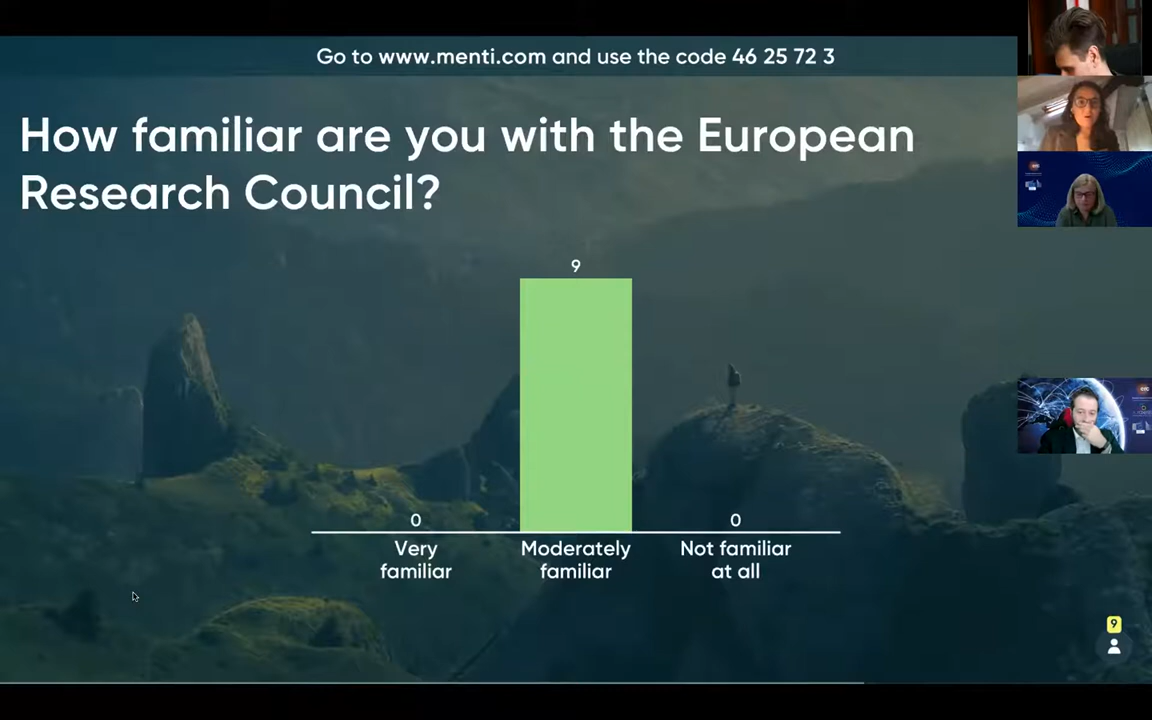 Go to www.menti.com and use the code 46 25 72 3
How familiar are you with the European
Research Council?
9
0
0
Very
familiar
Moderately
familiar
Not familiar
at all
9